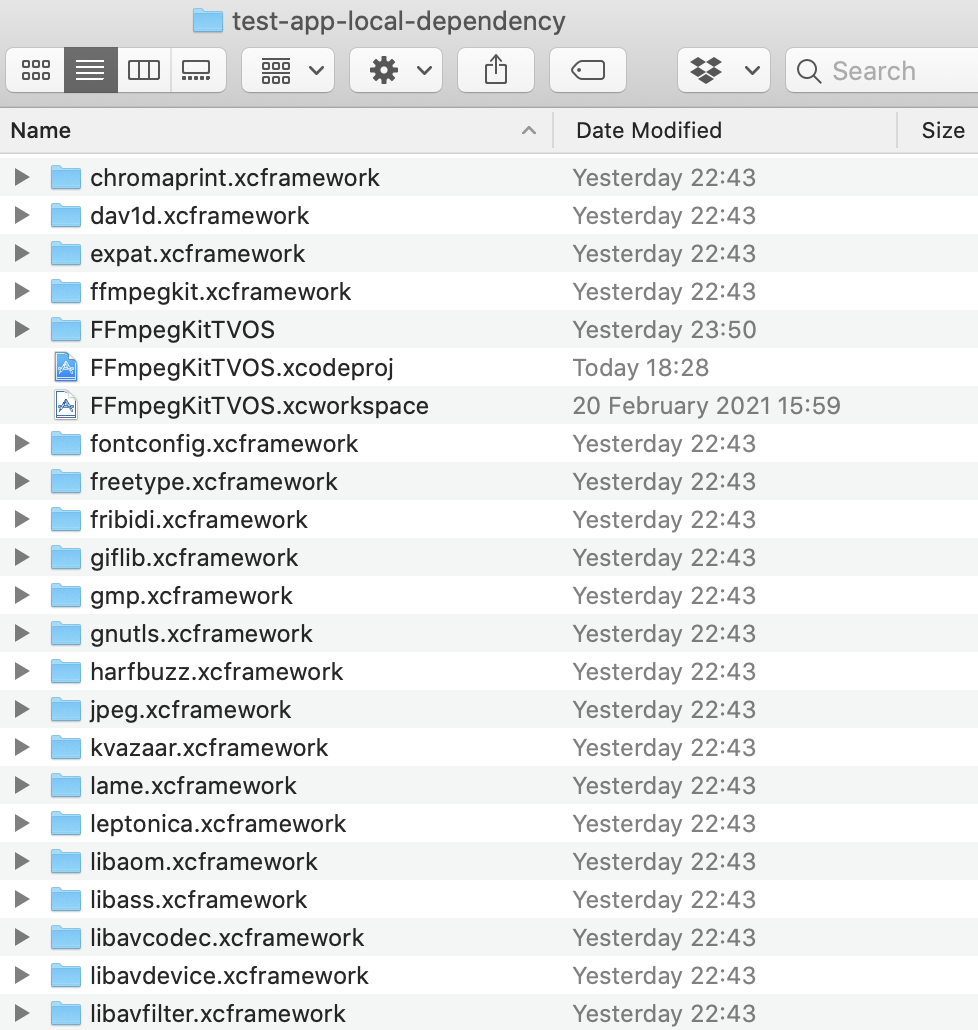 test-app-local-dependency
Search
Name Date Modified Size
chromaprint.xcframework Yesterday 22:43
dav1d.xcframework Yesterday 22:43
expat.xcframework Yesterday 22:43
ffmpegkit.xcframework Yesterday 22:43
FFmpegKitTVOS Yesterday 23:50
FFmpegKitTVOS.xcodeproj Today 18:28
FFmpegKitTVOS.xcworkspace 20 February 2021 15:59
fontconfig.xcframework Yesterday 22:43
freetype.xcframework Yesterday 22:43
fribidi.xcframework Yesterday 22:43
giflib.xcframework Yesterday 22:43
gmp.xcframework Yesterday 22:43
gnutls.xcframework Yesterday 22:43
harfbuzz.xcframework Yesterday 22:43
jpeg.xcframework Yesterday 22:43
kvazaar.xcframework Yesterday 22:43
lame.xcframework Yesterday 22:43
leptonica.xcframework Yesterday 22:43
libaom.xcframework Yesterday 22:43
libass.xcframework Yesterday 22:43
libavcodec.xcframework Yesterday 22:43
libavdevice.xcframework Yesterday 22:43
libavfilter.xcframework Yesterday 22:43